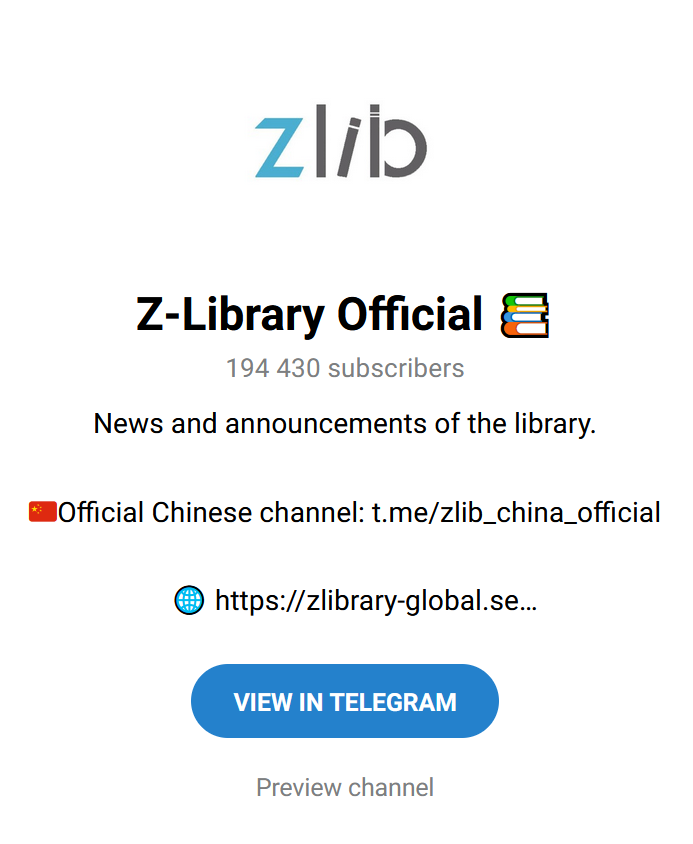 zlib
Z-Library Official 📚
194 430 subscribers
News and announcements of the library.
🇨🇳Official Chinese channel: t.me/zlib_china_official
🌐 https://zlibrary-global.se…
VIEW IN TELEGRAM
Preview channel